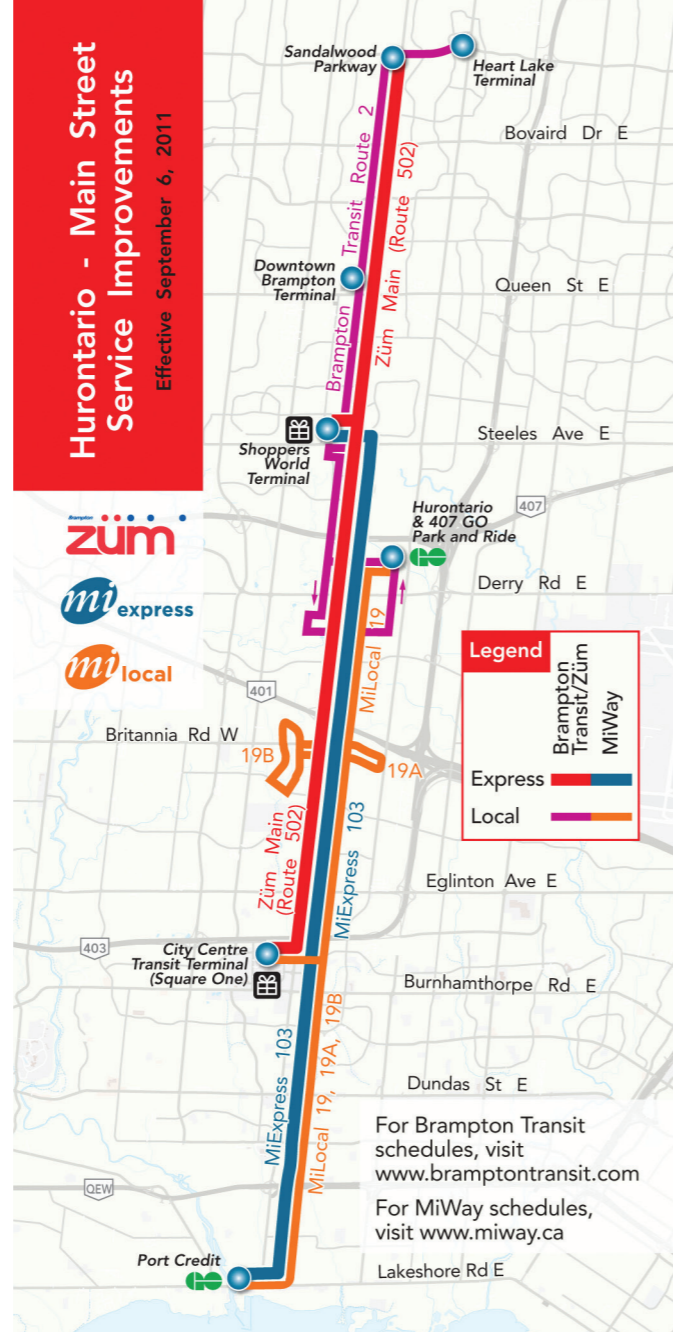 Hurontario - Main Street
Service Improvements
Effective September 6, 2011
Brampton
züm
mi express
mi local
Sandalwood
Parkway
Heart Lake
Terminal
Bovaird Dr E
Brampton Transit Route 2
Züm Main (Route 502)
Downtown
Brampton
Terminal
Queen St E
Shoppers
World
Terminal
Steeles Ave E
407
Hurontario
& 407 GO
Park and Ride
Derry Rd E
MiLocal 19
401
Britannia Rd W
19B
19A
Legend
Brampton
Transit/Züm
MiWay
Express
Local
Züm Main
(Route 502)
MiExpress 103
Eglinton Ave E
403
City Centre
Transit Terminal
(Square One)
Burnhamthorpe Rd E
MiExpress 103
MiLocal 19, 19A, 19B
Dundas St E
For Brampton Transit
schedules, visit
www.bramptontransit.com
For MiWay schedules,
visit www.miway.ca
QEW
Port Credit
GO
Lakeshore Rd E